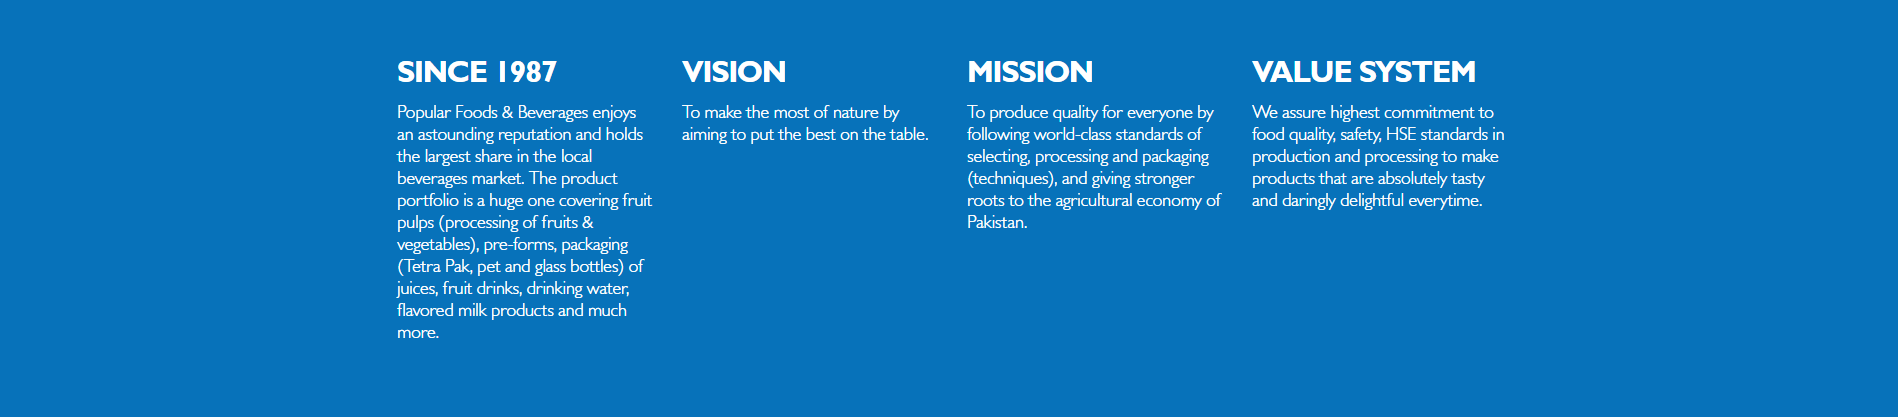 SINCE 1987
Popular Foods & Beverages enjoys
an astounding reputation and holds
the largest share in the local
beverages market. The product
portfolio is a huge one covering fruit
pulps (processing of fruits &
vegetables), pre-forms, packaging
(Tetra Pak, pet and glass bottles) of
juices, fruit drinks, drinking water,
flavored milk products and much
more.
VISION
To make the most of nature by
aiming to put the best on the table.
MISSION
To produce quality for everyone by
following world-class standards of
selecting, processing and packaging
(techniques), and giving stronger
roots to the agricultural economy of
Pakistan.
VALUE SYSTEM
We assure highest commitment to
food quality, safety, HSE standards in
production and processing to make
products that are absolutely tasty
and daringly delightful everytime.